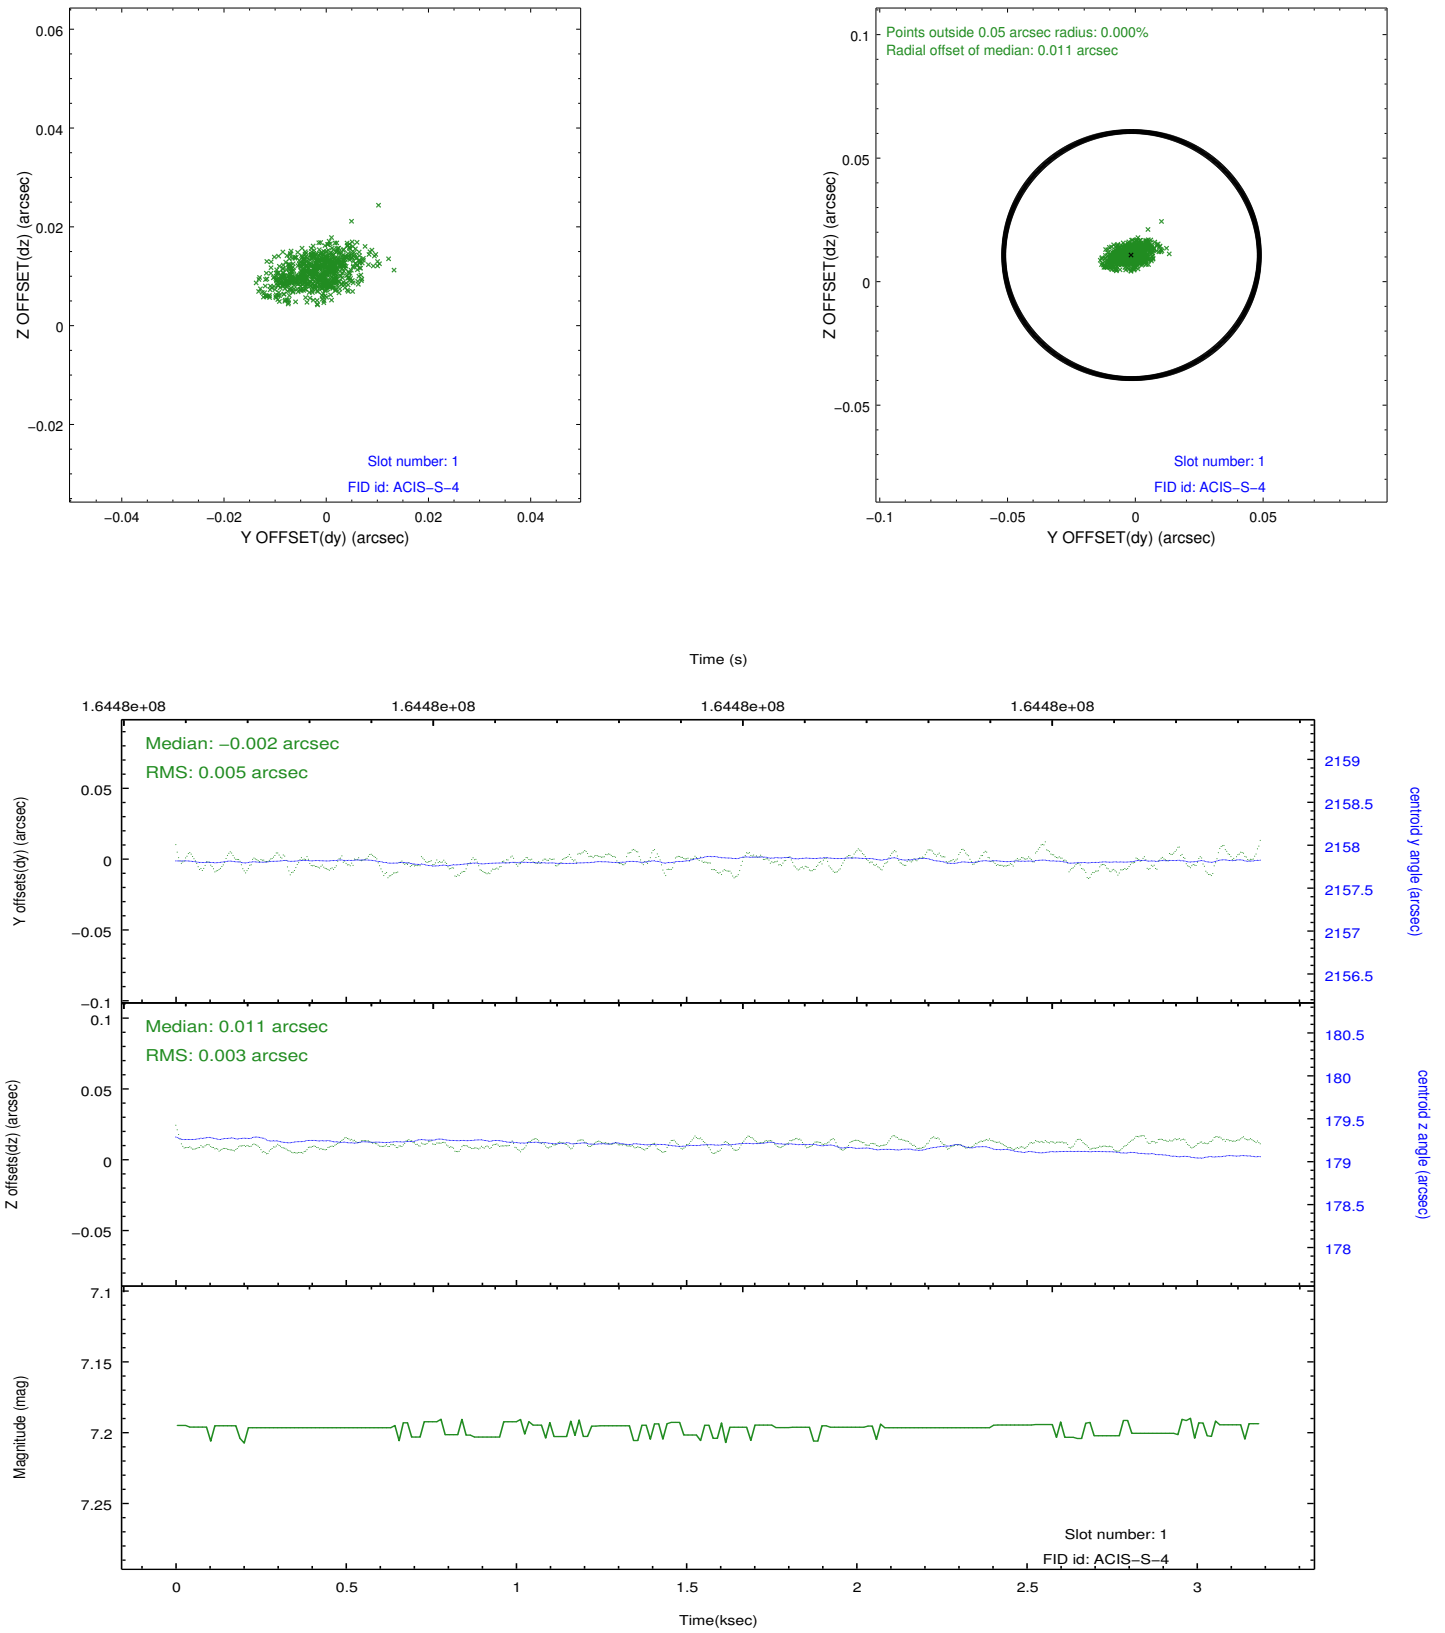 0.06
0.04
0.02
0
−0.02
Z OFFSET(dz) (arcsec)
Slot number: 1
FID id: ACIS−S−4
−0.04
−0.02
0
0.02
0.04
Y OFFSET(dy) (arcsec)
Points outside 0.05 arcsec radius: 0.000%
Radial offset of median: 0.011 arcsec
0.1
0.05
0
−0.05
Z OFFSET(dz) (arcsec)
Slot number: 1
FID id: ACIS−S−4
−0.1
−0.05
0
0.05
Y OFFSET(dy) (arcsec)
Time (s)
1.6448e+08
1.6448e+08
1.6448e+08
1.6448e+08
Median: −0.002 arcsec
RMS: 0.005 arcsec
0.05
0
−0.05
−0.1
Y offsets(dy) (arcsec)
2159
2158.5
2158
2157.5
2157
2156.5
centroid y angle (arcsec)
Median: 0.011 arcsec
RMS: 0.003 arcsec
0.1
0.05
0
−0.05
Z offsets(dz) (arcsec)
180.5
180
179.5
179
178.5
178
centroid z angle (arcsec)
7.1
7.15
7.2
7.25
Magnitude (mag)
Slot number: 1
FID id: ACIS−S−4
0
0.5
1
1.5
2
2.5
3
Time(ksec)